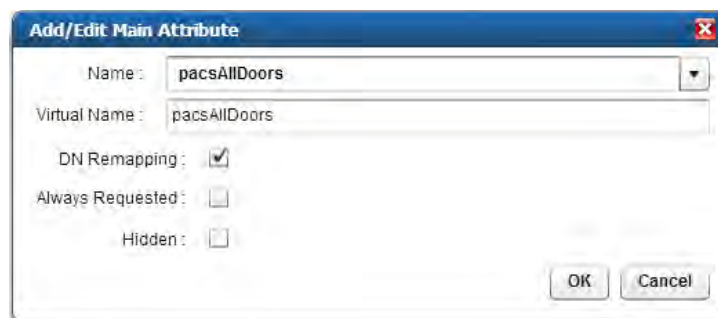 Add/Edit Main Attribute
Name : pacsAllDoors
Virtual Name : pacsAllDoors
DN Remapping :
Always Requested :
Hidden :
OK Cancel